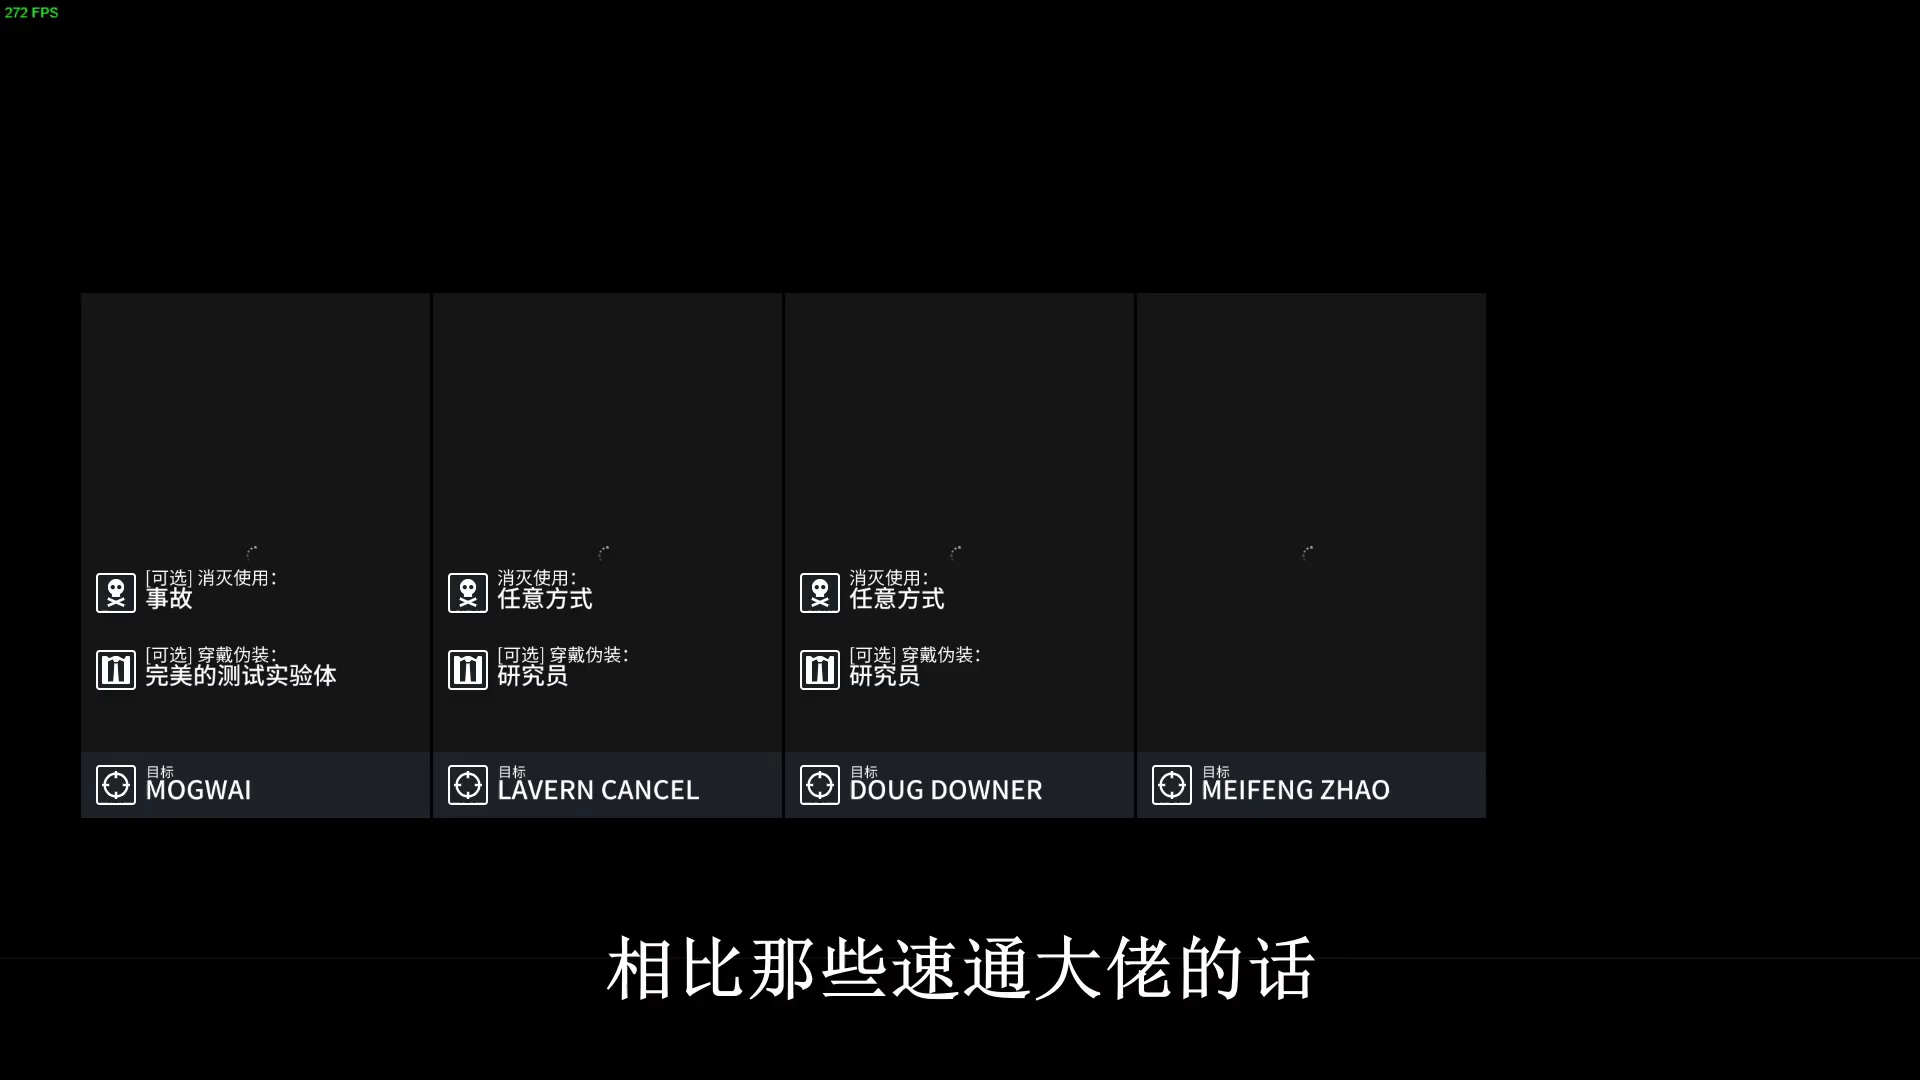 272 FPS
[可选] 消灭使用：
事故
[可选] 穿戴伪装：
完美的测试实验体
目标
MOGWAI
消灭使用：
任意方式
[可选] 穿戴伪装：
研究员
目标
LAVERN CANCEL
消灭使用：
任意方式
[可选] 穿戴伪装：
研究员
目标
DOUG DOWNER
目标
MEIFENG ZHAO
相比那些速通大佬的话